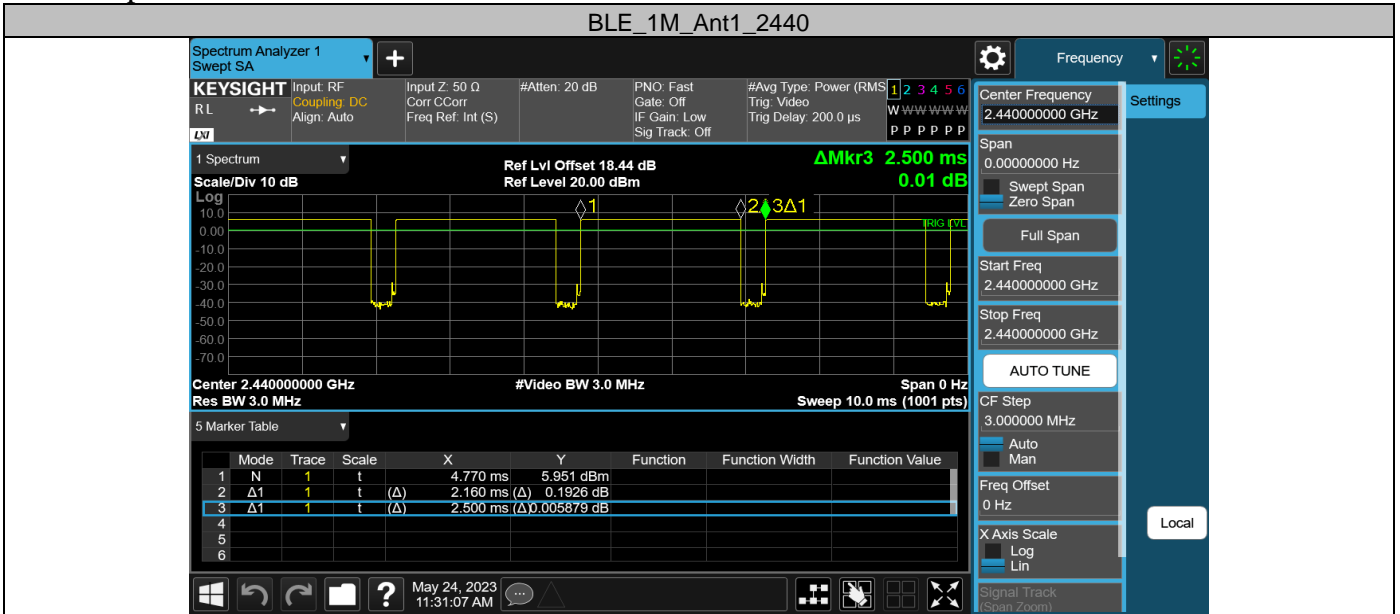 BLE_1M_Ant1_2440
Spectrum Analyzer 1
Swept SA
Frequency
KEYSIGHT
RL
LXI
Input: RF
Coupling: DC
Align: Auto
Input Z: 50 Ω
Corr CCorr
Freq Ref: Int (S)
#Atten: 20 dB
PNO: Fast
Gate: Off
IF Gain: Low
Sig Track: Off
#Avg Type: Power (RMS
Trig: Video
Trig Delay: 200.0 µs
1 2 3 4 5 6
W W W W W W
P P P P P P
1 Spectrum
Scale/Div 10 dB
Ref Lvl Offset 18.44 dB
Ref Level 20.00 dBm
ΔMkr3 2.500 ms
0.01 dB
Log
10.0
0.00
-10.0
-20.0
-30.0
-40.0
-50.0
-60.0
-70.0
1
2
3Δ1
TRIG LVL
Center 2.440000000 GHz
#Video BW 3.0 MHz
Span 0 Hz
Res BW 3.0 MHz
Sweep 10.0 ms (1001 pts)
5 Marker Table
Mode Trace Scale X Y Function Function Width Function Value
1 N 1 t 4.770 ms 5.951 dBm
2 Δ1 1 t (Δ) 2.160 ms (Δ) 0.1926 dB
3 Δ1 1 t (Δ) 2.500 ms (Δ)0.005879 dB
4
5
6
May 24, 2023
11:31:07 AM
?
Center Frequency
2.440000000 GHz
Settings
Span
0.00000000 Hz
Swept Span
Zero Span
Full Span
Start Freq
2.440000000 GHz
Stop Freq
2.440000000 GHz
AUTO TUNE
CF Step
3.000000 MHz
Auto
Man
Freq Offset
0 Hz
Local
X Axis Scale
Log
Lin
Signal Track
(Span Zoom)